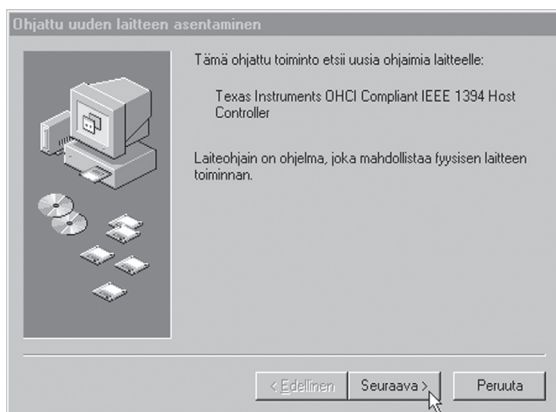 Ohjattu uuden laitteen asentaminen
Tämä ohjattu toiminto etsii uusia ohjaimia laitteelle:
Texas Instruments OHCI Compliant IEEE 1394 Host
Controller
Laiteohjain on ohjelma, joka mahdollistaa fyysisen laitteen
toiminnan.
< Edellinen
Seuraava >
Peruuta